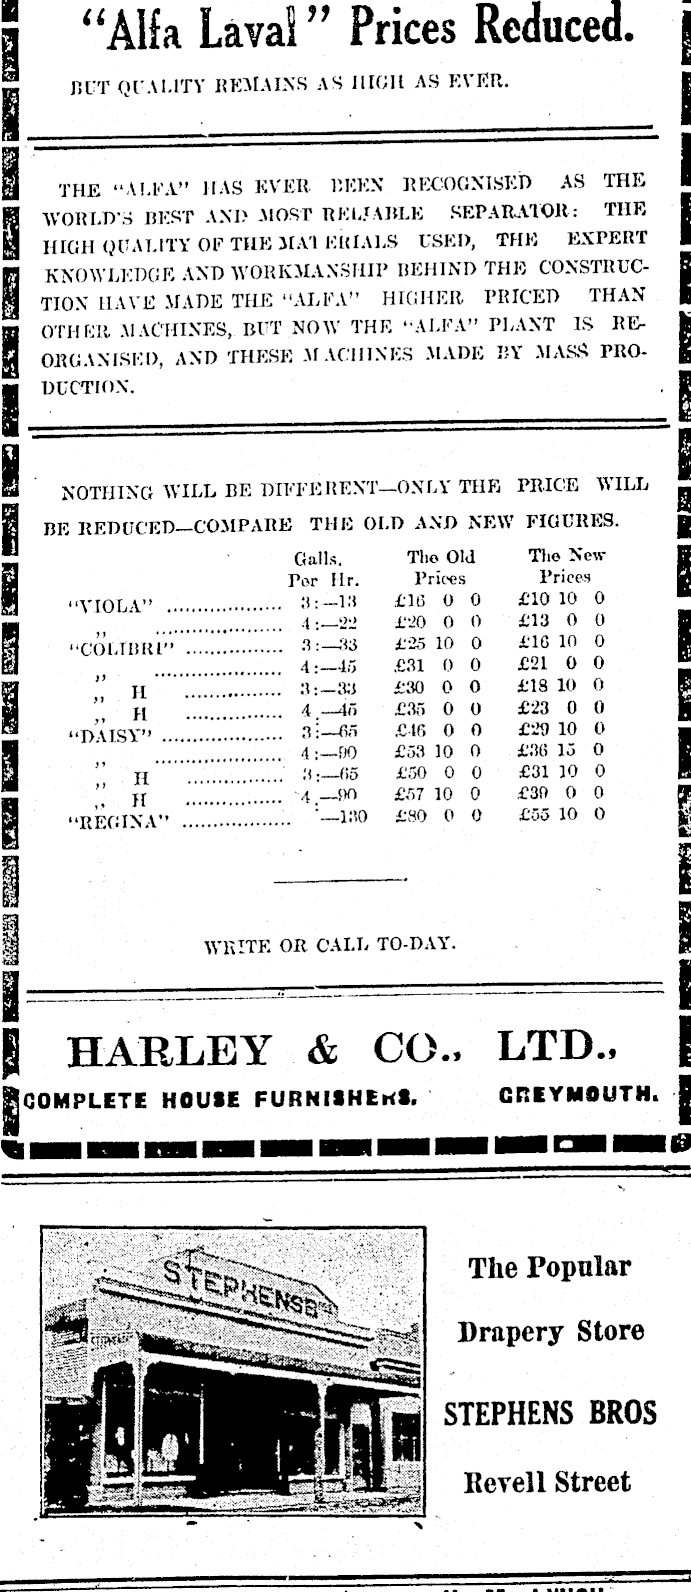 “Alfa Laval” Prices Reduced.
BUT QUALITY REMAINS AS HIGH AS EVER.
THE “ALFA” HAS EVER BEEN RECOGNISED AS THE
WORLD’S BEST AND MOST RELIABLE SEPARATOR: THE
HIGH QUALITY OF THE MATERIALS USED, THE EXPERT
KNOWLEDGE AND WORKMANSHIP BEHIND THE CONSTRUC-
TION HAVE MADE THE “ALFA” HIGHER PRICED THAN
OTHER MACHINES, BUT NOW THE “ALFA” PLANT IS RE-
ORGANISED, AND THESE MACHINES MADE BY MASS PRO-
DUCTION.
NOTHING WILL BE DIFFERENT—ONLY THE PRICE WILL
BE REDUCED—COMPARE THE OLD AND NEW FIGURES.
Galls. The Old The New
Per Hr. Prices Prices
“VIOLA” ................... 3:—13 £16 0 0 £10 10 0
„ ..................... 4:—22 £20 0 0 £13 0 0
“COLIBRI” ................ 3:—33 £25 10 0 £16 10 0
„ ..................... 4:—45 £31 0 0 £21 0 0
„ H ................ 3:—33 £30 0 0 £18 10 0
„ H ................ 4 —45 £35 0 0 £23 0 0
“DAISY” .................... 3:—65 £46 0 0 £29 10 0
„ ..................... 4:—90 £53 10 0 £36 15 0
„ H ................ 3:—65 £50 0 0 £31 10 0
„ H ................ 4 —90 £57 10 0 £39 0 0
“REGINA” .................. —130 £80 0 0 £55 10 0
WRITE OR CALL TO-DAY.
HARLEY & CO., LTD.,
COMPLETE HOUSE FURNISHERS. GREYMOUTH.
STEPHENS
The Popular
Drapery Store
STEPHENS BROS
Revell Street